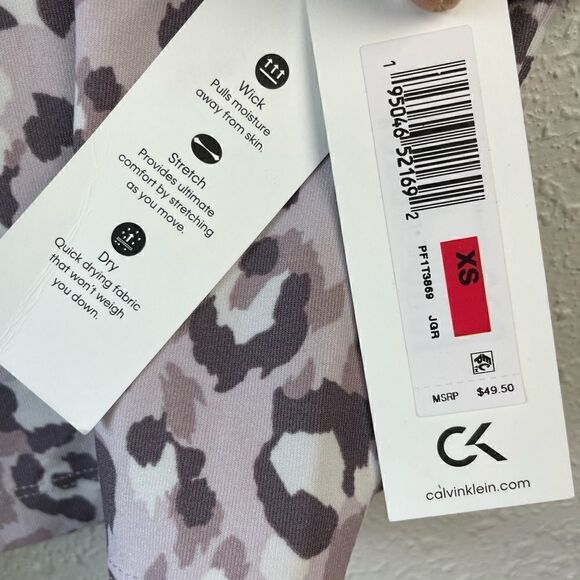 Wick
Pulls moisture
away from skin.
Stretch
Provides ultimate
comfort by stretching
as you move.
Dry
Quick drying fabric
that won't weigh
you down.
1 95046 52169 2
XS
PF1T3869 JQR
MSRP $49.50
CK
calvinklein.com